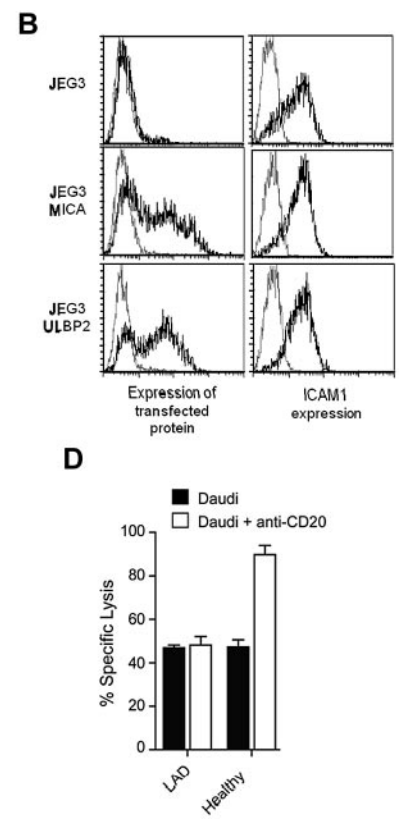 B
JEG3
JEG3
MICA
JEG3
ULBP2
Expression of
transfected
protein
ICAM1
expression
D
Daudi
Daudi + anti-CD20
% Specific Lysis
100
80
60
40
20
0
LAD
Healthy